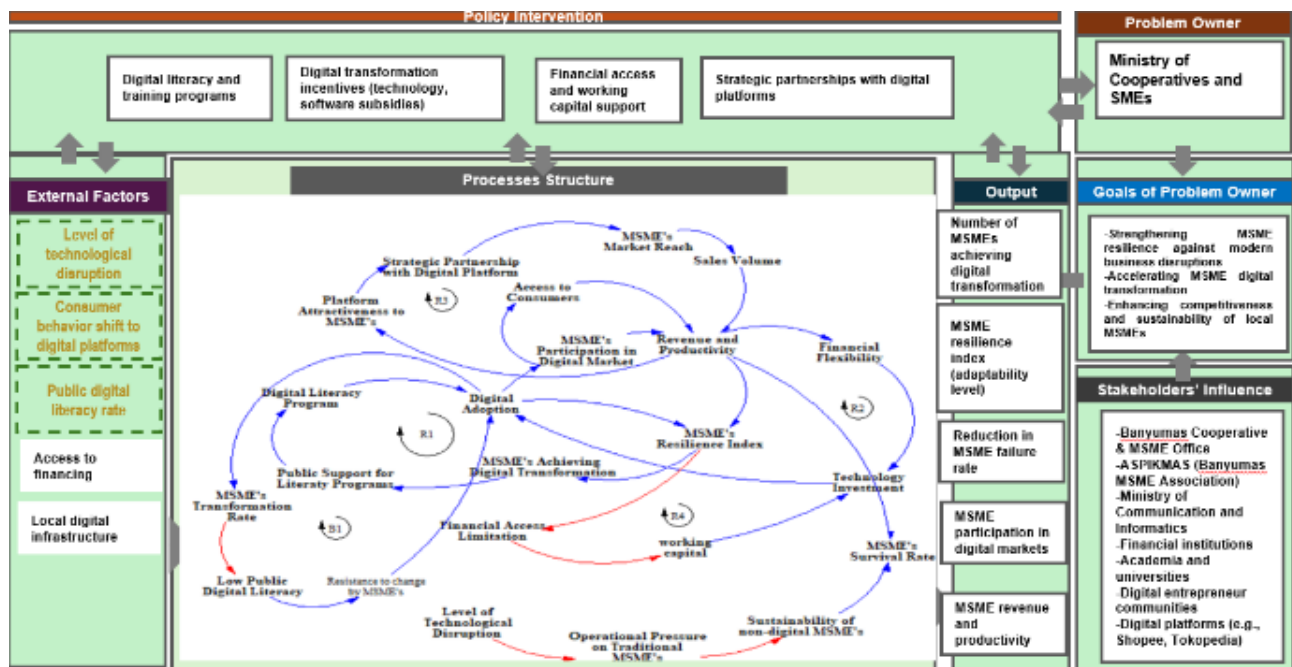 Policy Intervention
Problem Owner
Digital literacy and
training programs
Digital transformation
incentives (technology,
software subsidies)
Financial access
and working
capital support
Strategic partnerships with digital
platforms
Ministry of
Cooperatives and
SMEs
External Factors
Level of
technological
disruption
Consumer
behavior shift to
digital platforms
Public digital
literacy rate
Access to
financing
Local digital
infrastructure
Processes Structure
MSME's
Market Reach
Sales Volume
Strategic Partnership
with Digital Platform
R3
Access to
Consumers
Platform
Attractiveness to
MSME's
MSME's
Participation in
Digital Market
Revenue and
Productivity
Financial
Flexibility
Digital Literacy
Program
Digital
Adoption
R1
R2
MSME's
Resilience Index
MSME's Achieving
Digital Transformation
Public Support for
Literaty Programs
Technology
Investment
MSME's
Transformation
Rate
B1
Financial Access
Limitation
R4
working
capital
MSME's
Survival Rate
Low Public
Digital Literacy
Resistance to change
by MSME's
Level of
Technological
Disruption
Operational Pressure
on Traditional
MSME's
Sustainability of
non-digital MSME's
Output
Number of
MSMEs
achieving
digital
transformation
MSME
resilience
index
(adaptability
level)
Reduction in
MSME failure
rate
MSME
participation in
digital markets
MSME revenue
and
productivity
Goals of Problem Owner
-Strengthening MSME
resilience against modern
business disruptions
-Accelerating MSME digital
transformation
-Enhancing competitiveness
and sustainability of local
MSMEs
Stakeholders' Influence
-Banyumas Cooperative
& MSME Office
-ASPIKMAS (Banyumas
MSME Association)
-Ministry of
Communication and
Informatics
-Financial institutions
-Academia and
universities
-Digital entrepreneur
communities
-Digital platforms (e.g.,
Shopee, Tokopedia)